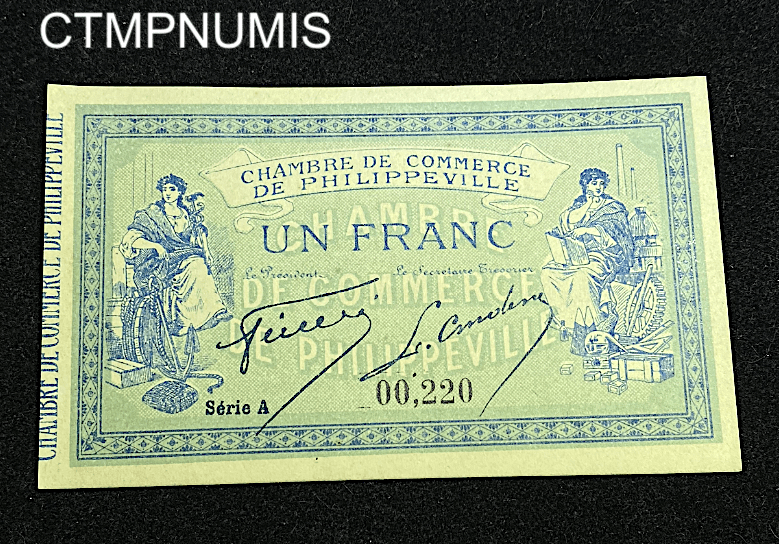 CTMPNUMIS
CHAMBRE DE COMMERCE DE PHILIPPEVILLE
CHAMBRE DE COMMERCE
DE PHILIPPEVILLE
UN FRANC
Le Président Le Secrétaire Trésorier
CHAMBRE
DE COMMERCE
DE PHILIPPEVILLE
Série A 00,220